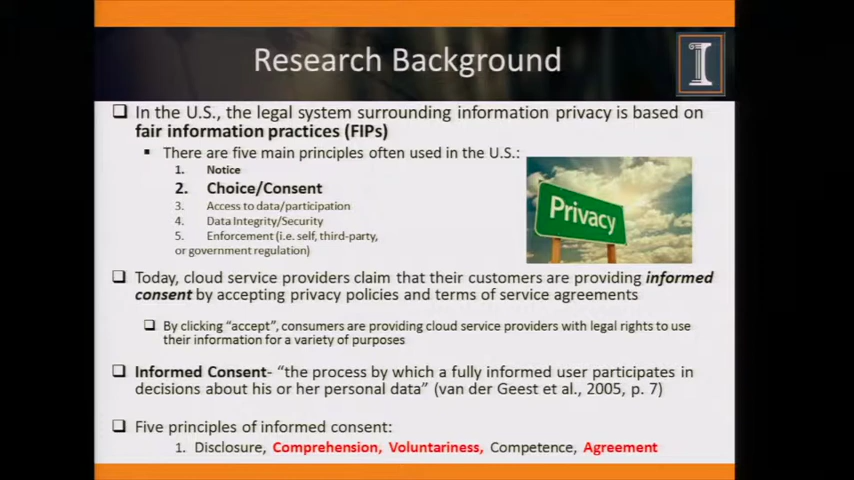 Research Background
❑ In the U.S., the legal system surrounding information privacy is based on
fair information practices (FIPs)
▪ There are five main principles often used in the U.S.:
1. Notice
2. Choice/Consent
3. Access to data/participation
4. Data Integrity/Security
5. Enforcement (i.e. self, third-party,
or government regulation)
Privacy
❑ Today, cloud service providers claim that their customers are providing informed
consent by accepting privacy policies and terms of service agreements
❑ By clicking “accept”, consumers are providing cloud service providers with legal rights to use
their information for a variety of purposes
❑ Informed Consent- “the process by which a fully informed user participates in
decisions about his or her personal data” (van der Geest et al., 2005, p. 7)
❑ Five principles of informed consent:
1. Disclosure, Comprehension, Voluntariness, Competence, Agreement